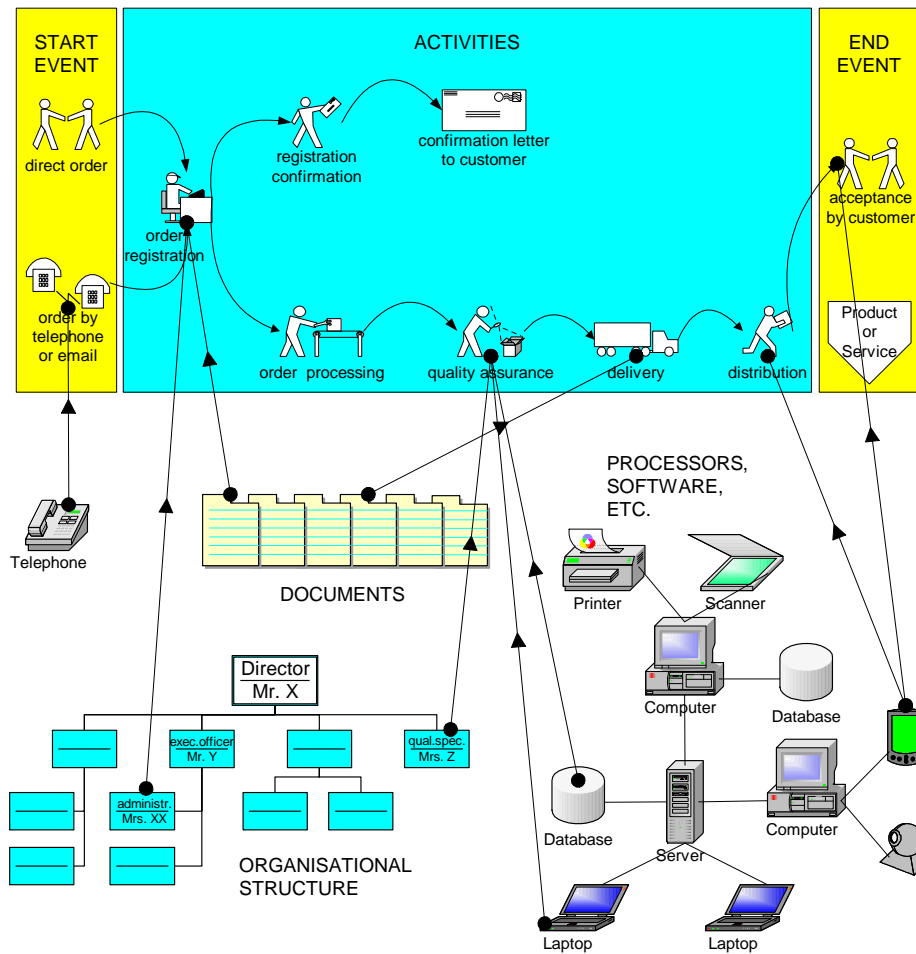 START
EVENT
ACTIVITIES
END
EVENT
direct order
registration
confirmation
confirmation letter
to customer
acceptance
by customer
order
registration
order by
telephone
or email
Product
or
Service
order processing
quality assurance
delivery
distribution
PROCESSORS,
SOFTWARE,
ETC.
Telephone
DOCUMENTS
Printer
Scanner
Director
Mr. X
Computer
Database
exec.officer
Mr. Y
qual.spec.
Mrs. Z
administr.
Mrs. XX
Database
Computer
Server
ORGANISATIONAL
STRUCTURE
Laptop
Laptop